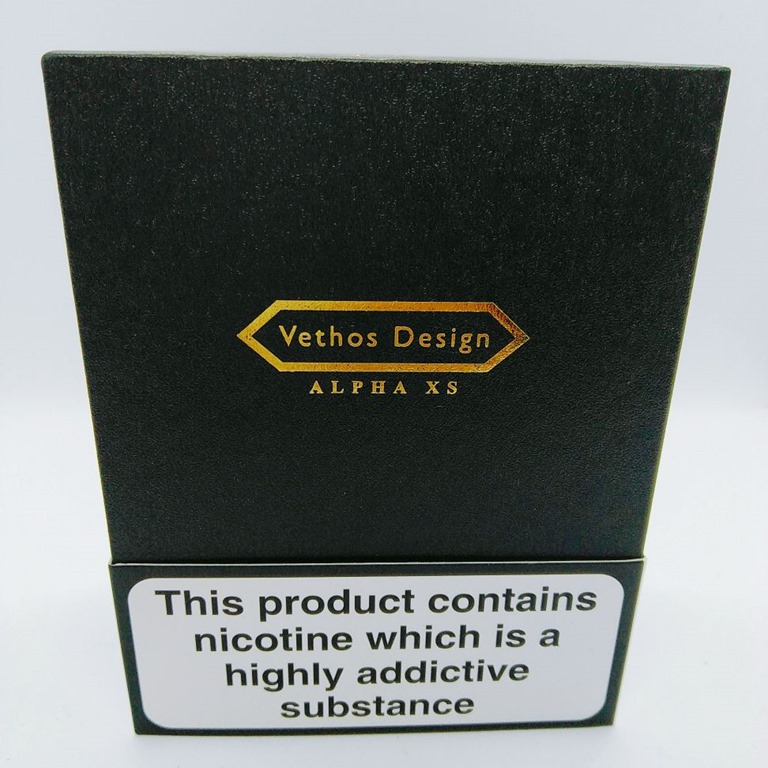 Vethos Design
ALPHA XS
This product contains
nicotine which is a
highly addictive
substance